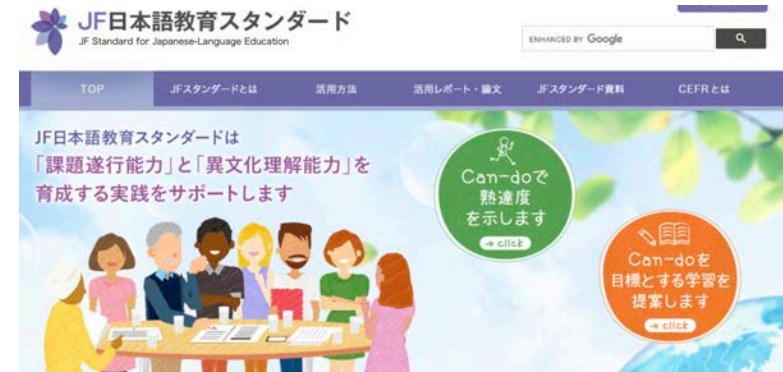 JF日本語教育スタンダード
JF Standard for Japanese-Language Education
ENHANCED BY Google
TOP
JFスタンダードとは
活用方法
活用レポート・論文
JFスタンダード資料
CEFRとは
JF日本語教育スタンダードは
「課題遂行能力」と「異文化理解能力」を
育成する実践をサポートします
Can-doで
熟達度
を示します
→ click
Can-doを
目標とする学習を
提案します
→ click